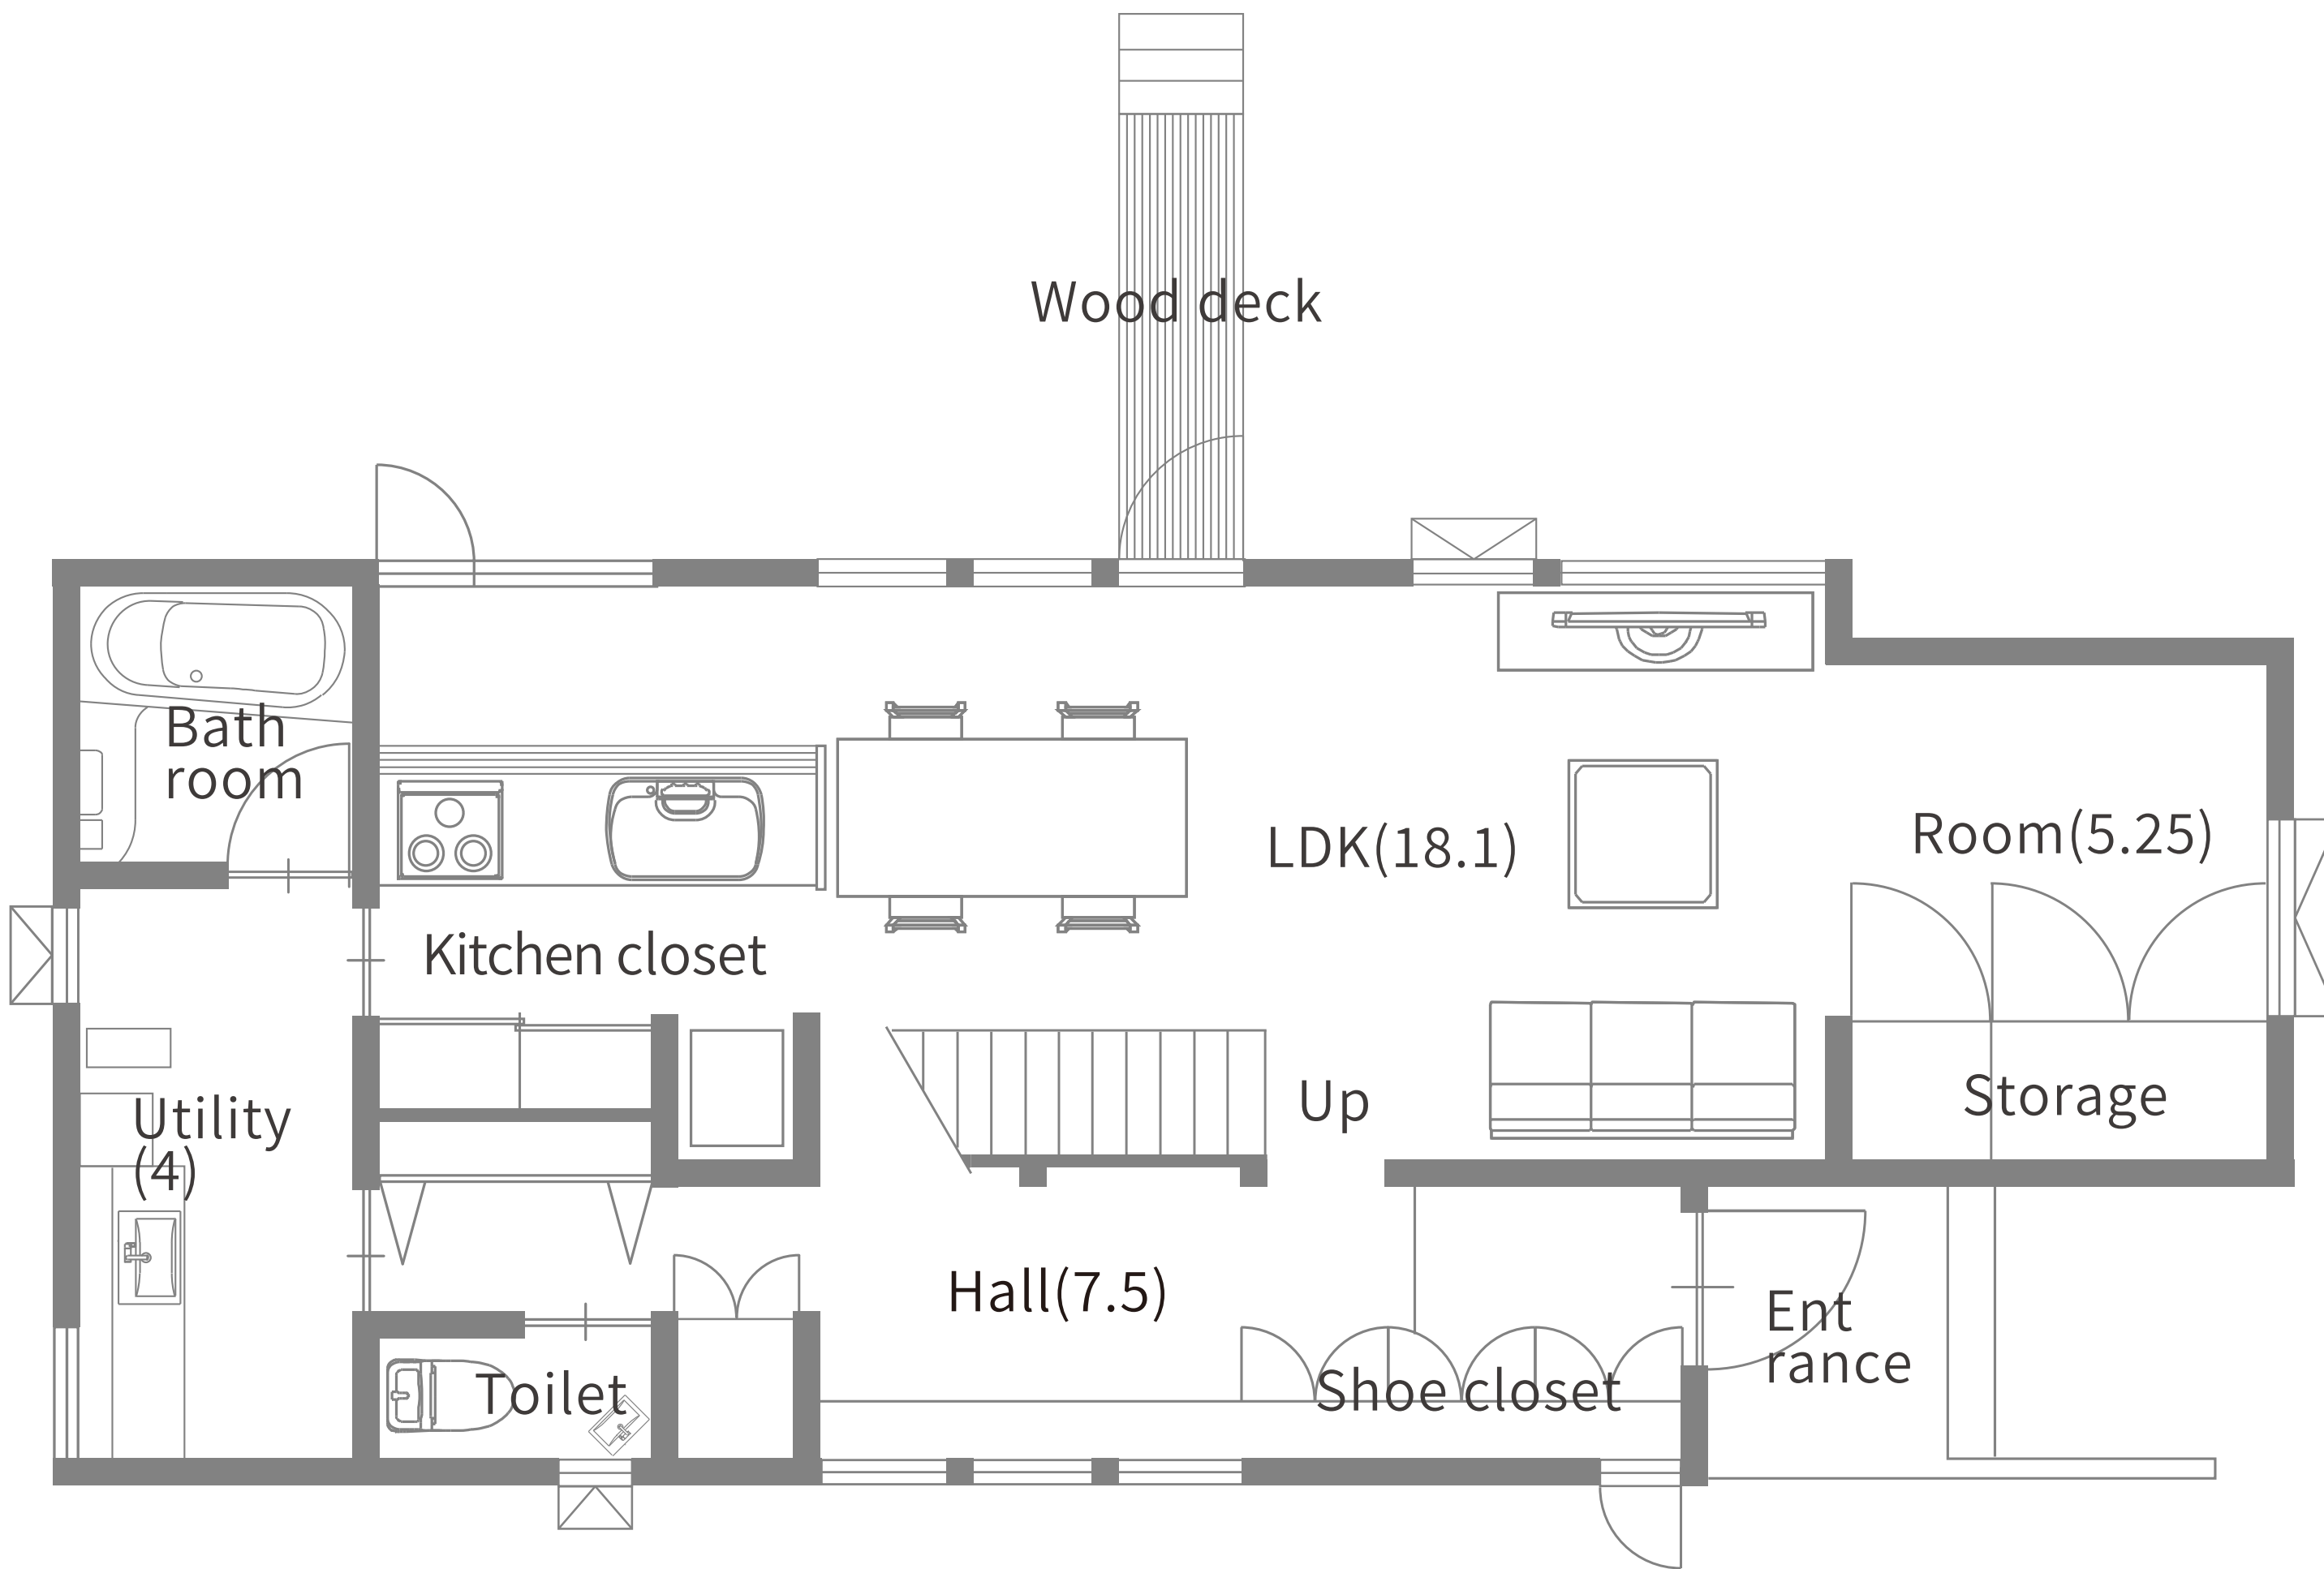 Wood deck
Bath
room
LDK(18.1)
Room(5.25)
Kitchen closet
Up
Storage
Utility
(4)
Hall(7.5)
Ent
rance
Toilet
Shoe closet